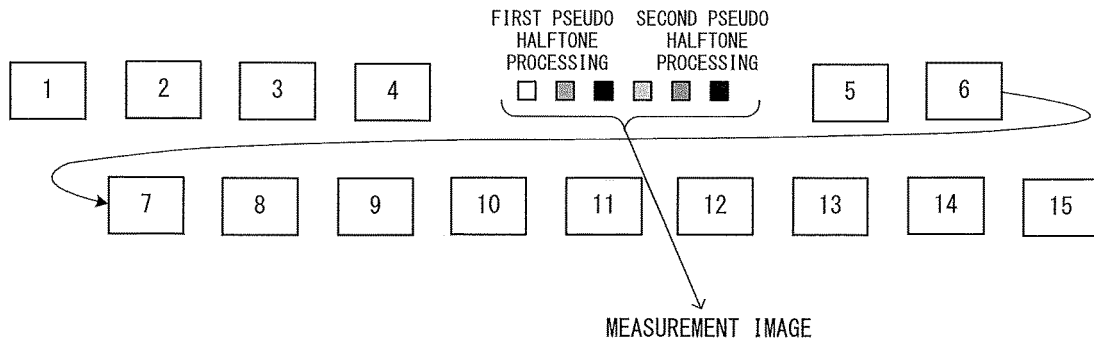 FIRST PSEUDO HALFTONE PROCESSING
SECOND PSEUDO HALFTONE PROCESSING
1 2 3 4 5 6
7 8 9 10 11 12 13 14 15
MEASUREMENT IMAGE